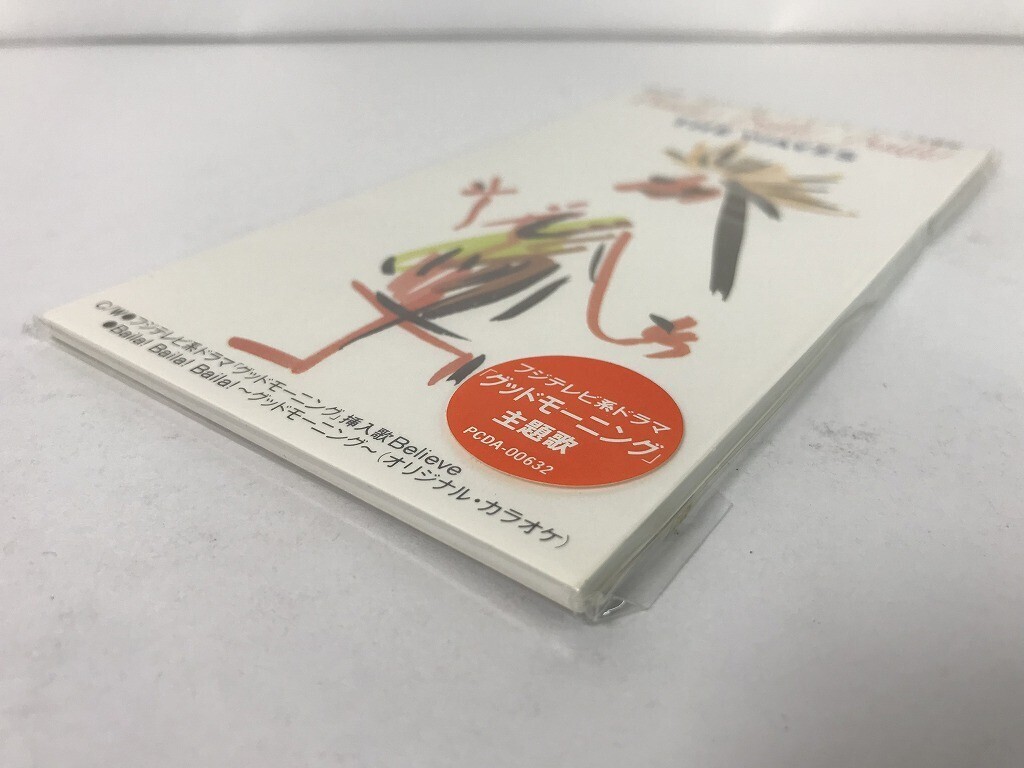 THE WAVES
フジテレビ系ドラマ
「グッドモーニング」
主題歌
PCDA-00632
C/W●フジテレビ系ドラマ「グッドモーニング」挿入歌Believe
●Baila! Baila! Baila!〜グッドモーニング〜(オリジナル・カラオケ)